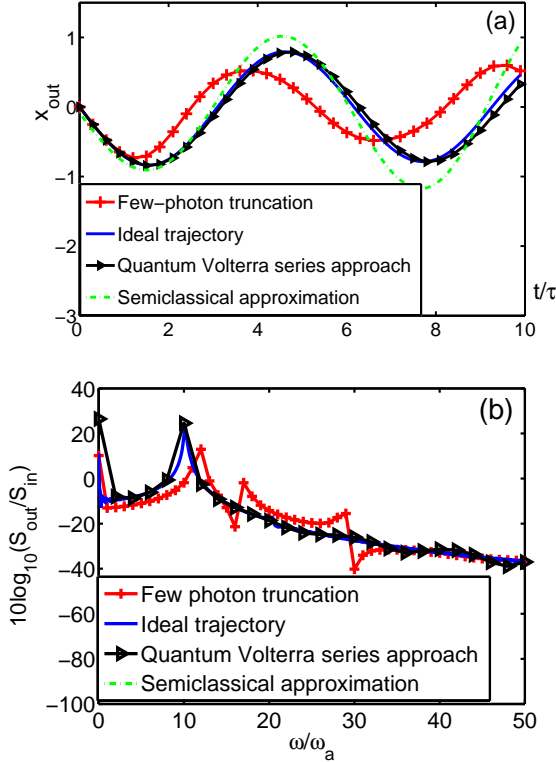 (a)
x_out
1
0
−1
−2
−3
Few−photon truncation
Ideal trajectory
Quantum Volterra series approach
Semiclassical approximation
0 2 4 6 8 10
t/τ
(b)
10log₁₀(S_out/S_in)
40
20
0
−20
−40
−60
−80
−100
Few photon truncation
Ideal trajectory
Quantum Volterra series approach
Semiclassical approximation
0 10 20 30 40 50
ω/ω_a